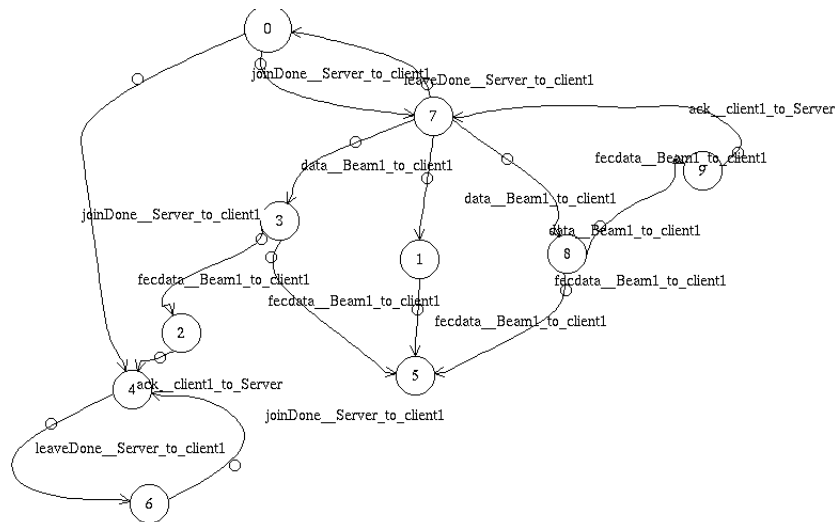 0
joinDone__Server_to_client1
leaveDone__Server_to_client1
7
ack__client1_to_Server
fecdata__Beam1_to_client1
data__Beam1_to_client1
9
data__Beam1_to_client1
joinDone__Server_to_client1
3
data__Beam1_to_client1
1
8
fecdata__Beam1_to_client1
fecdata__Beam1_to_client1
fecdata__Beam1_to_client1
fecdata__Beam1_to_client1
2
5
4
ack__client1_to_Server
joinDone__Server_to_client1
leaveDone__Server_to_client1
6